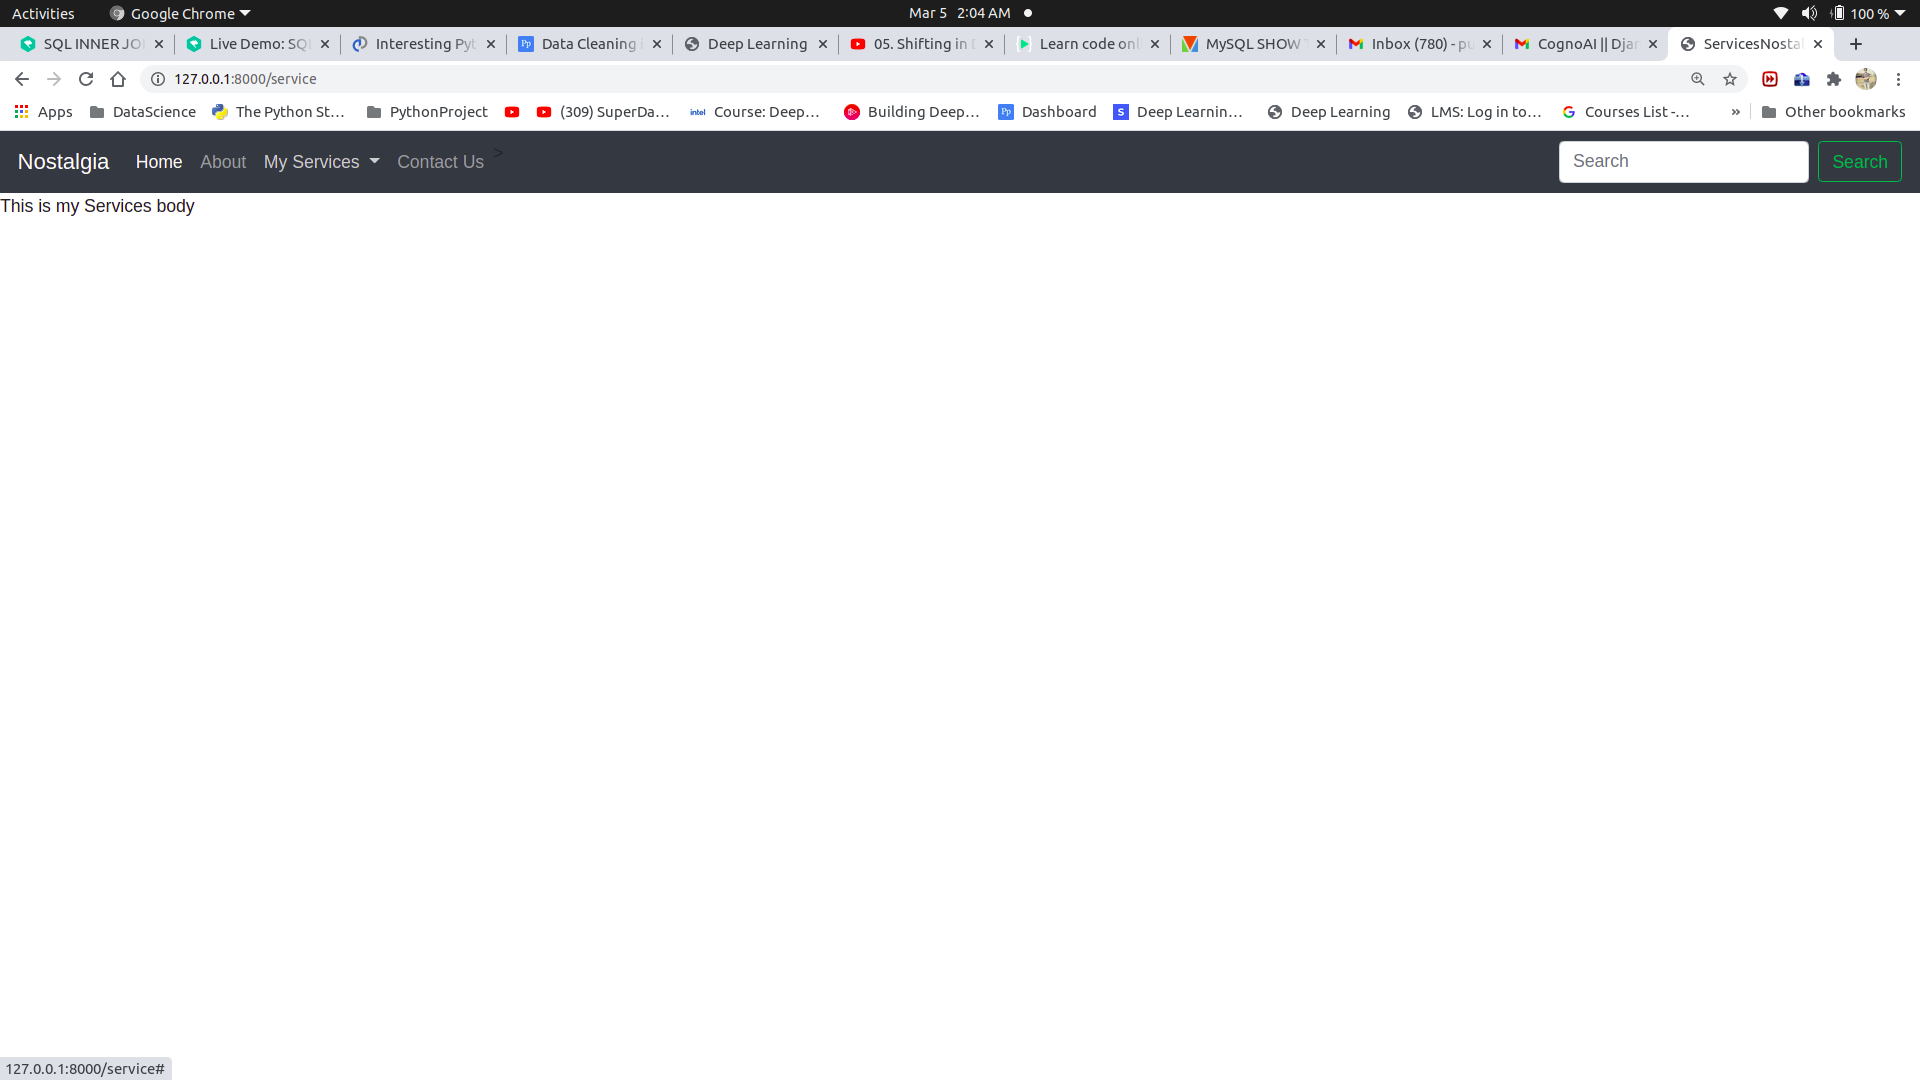 Activities Google Chrome Mar 5 2:04 AM 100 %
SQL INNER JO Live Demo: SQ Interesting Pyt Data Cleaning Deep Learning 05. Shifting in Learn code onl MySQL SHOW Inbox (780) - pu CognoAI || Djan ServicesNostal
127.0.0.1:8000/service
Apps DataScience The Python St... PythonProject (309) SuperDa... intel Course: Deep... Building Deep... Pp Dashboard S Deep Learnin... Deep Learning LMS: Log in to... Courses List -... » Other bookmarks
Nostalgia Home About My Services Contact Us > Search Search
This is my Services body
127.0.0.1:8000/service#